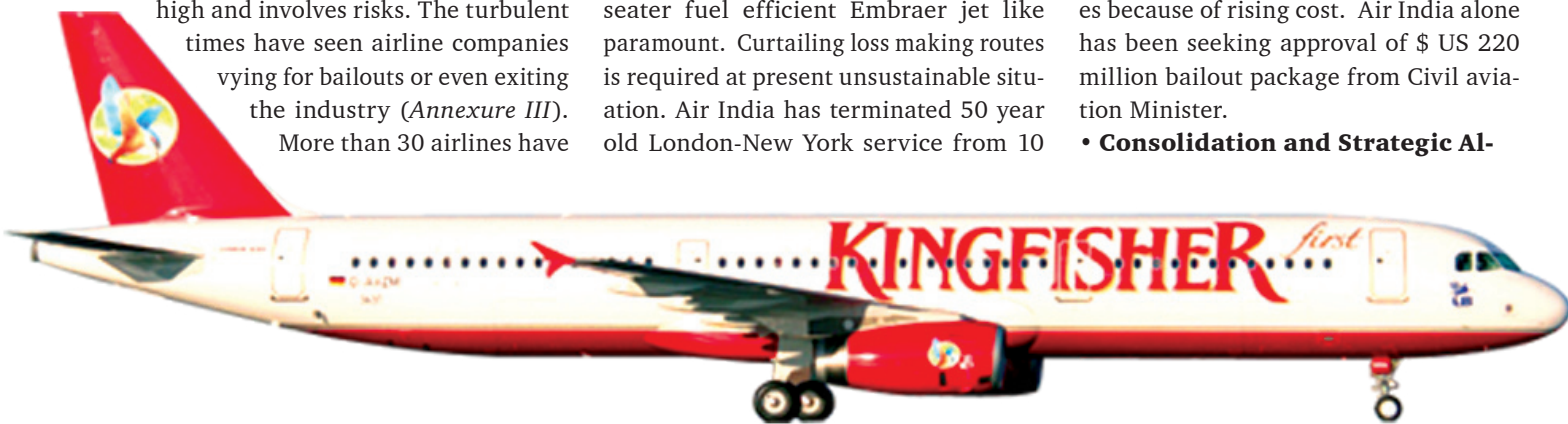 high and involves risks. The turbulent
times have seen airline companies
vying for bailouts or even exiting
the industry (Annexure III).
More than 30 airlines have
seater fuel efficient Embraer jet like
paramount. Curtailing loss making routes
is required at present unsustainable situ-
ation. Air India has terminated 50 year
old London-New York service from 10
es because of rising cost. Air India alone
has been seeking approval of $ US 220
million bailout package from Civil avia-
tion Minister.
• Consolidation and Strategic Al-
KINGFISHER first